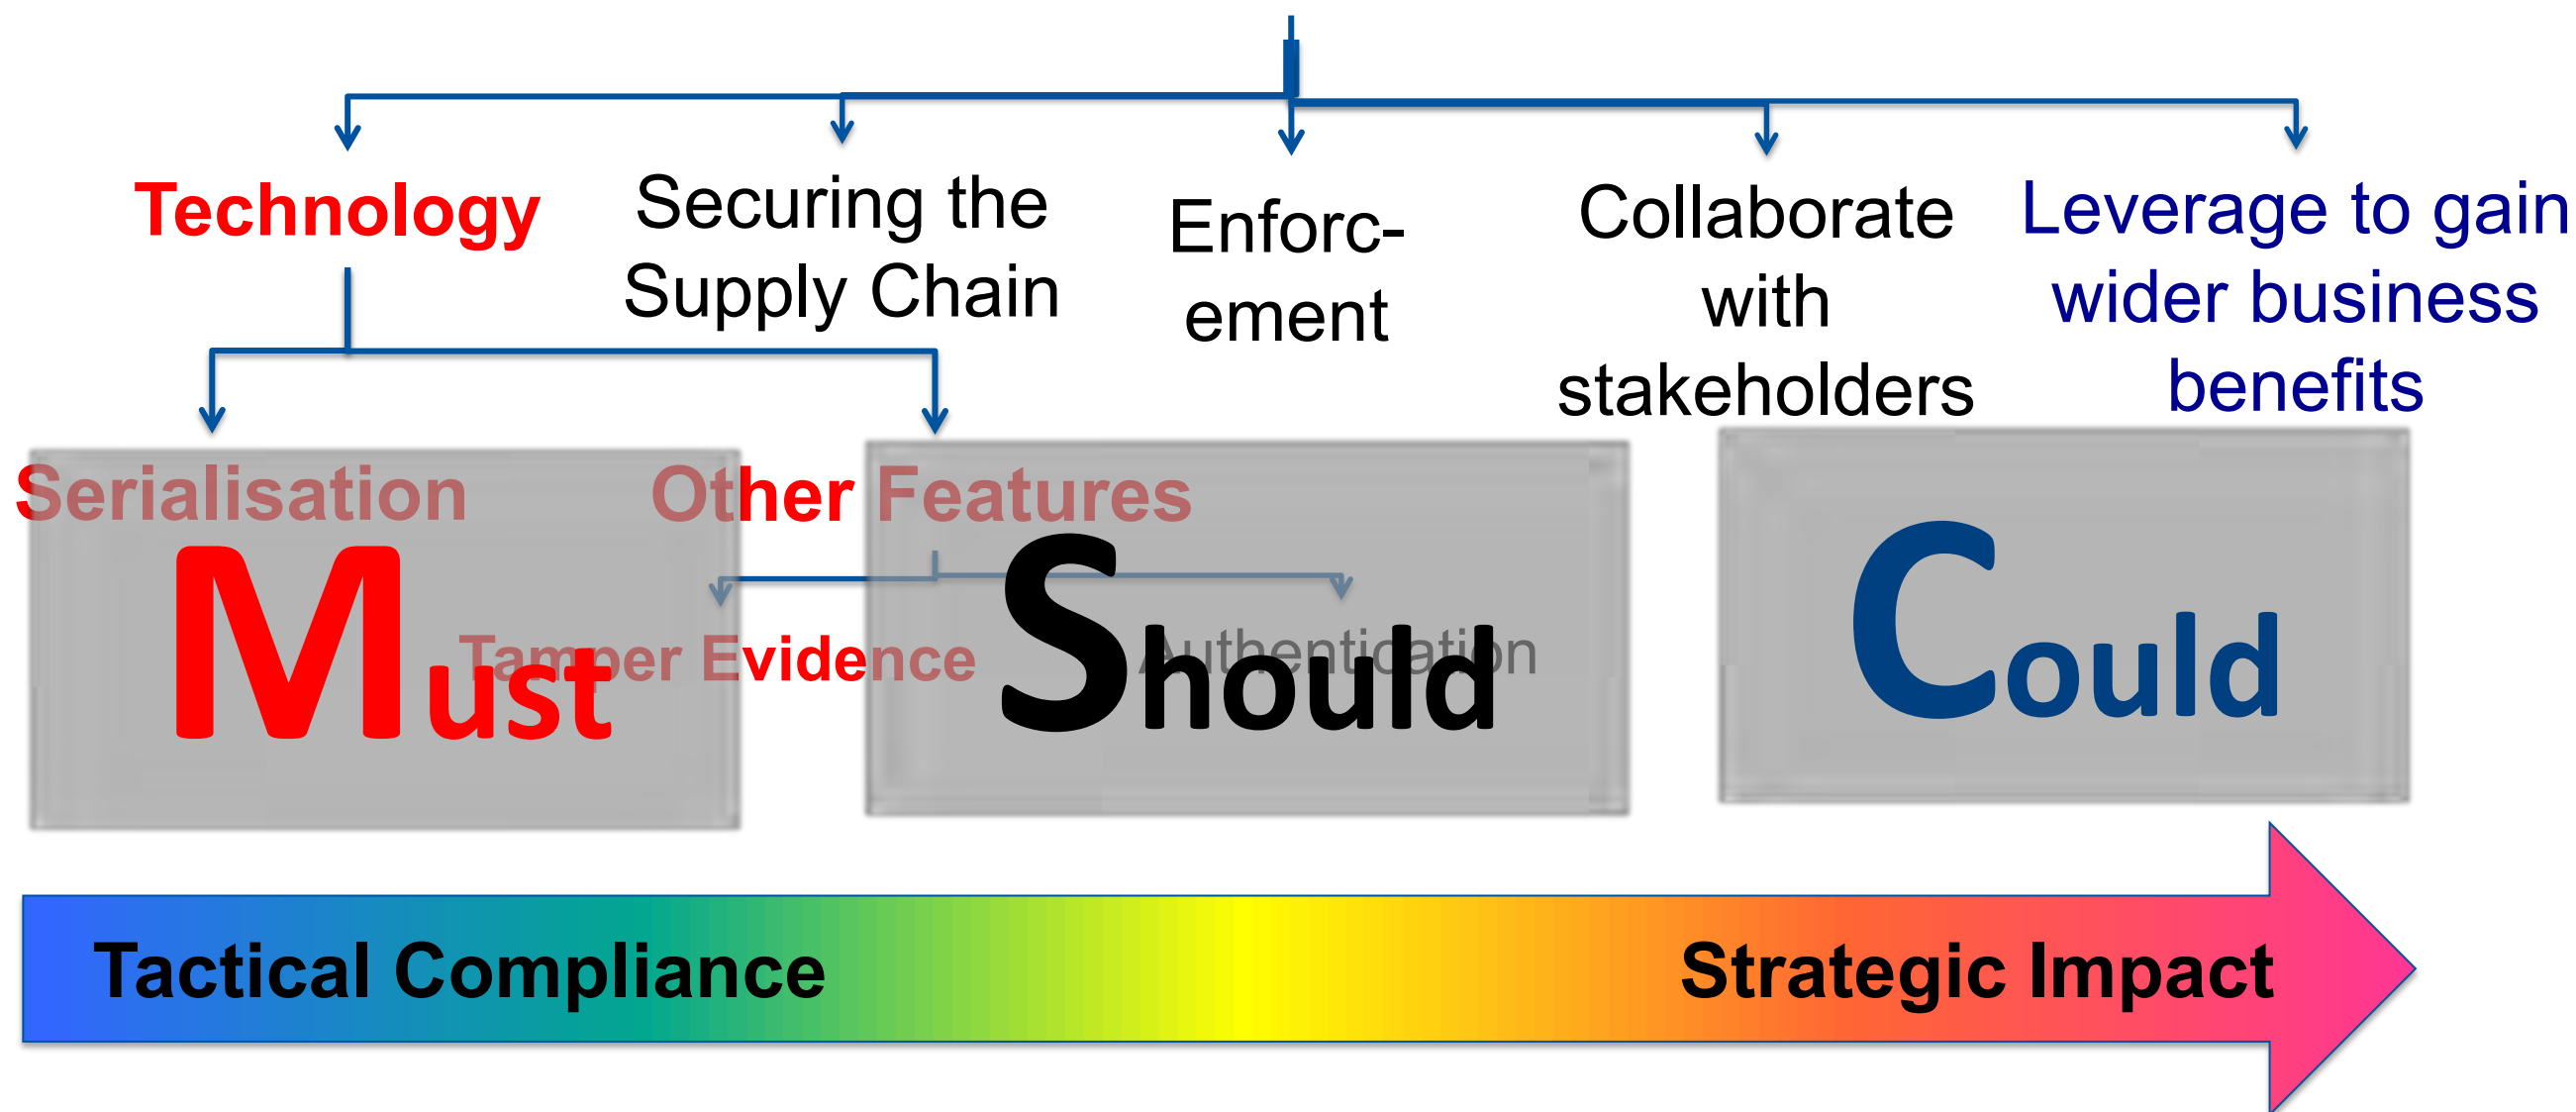 Technology
Securing the
Supply Chain
Enforc-
ement
Collaborate
with
stakeholders
Leverage to gain
wider business
benefits
Serialisation
Other Features
Tamper Evidence
Authentication
Must
Should
Could
Tactical Compliance
Strategic Impact